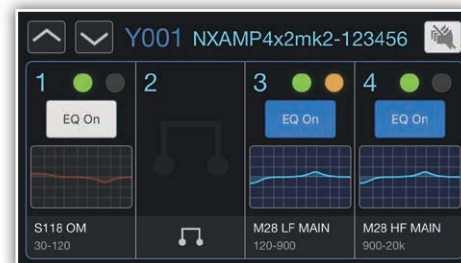 Y001 NXAMP4x2mk2-123456
1 2 3 4
EQ On EQ On EQ On
S118 OM M28 LF MAIN M28 HF MAIN
30-120 120-900 900-20k